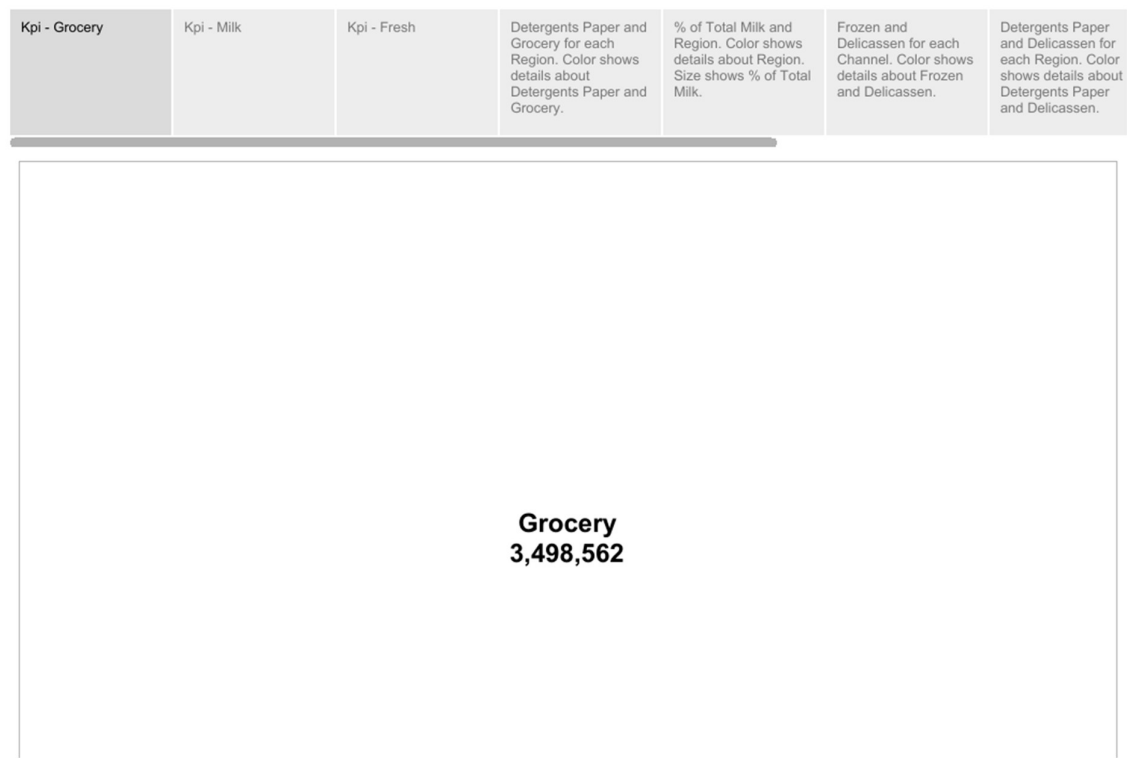 Kpi - Grocery
Kpi - Milk
Kpi - Fresh
Detergents Paper and
Grocery for each
Region. Color shows
details about
Detergents Paper and
Grocery.
% of Total Milk and
Region. Color shows
details about Region.
Size shows % of Total
Milk.
Frozen and
Delicassen for each
Channel. Color shows
details about Frozen
and Delicassen.
Detergents Paper
and Delicassen for
each Region. Color
shows details about
Detergents Paper
and Delicassen.
Grocery
3,498,562